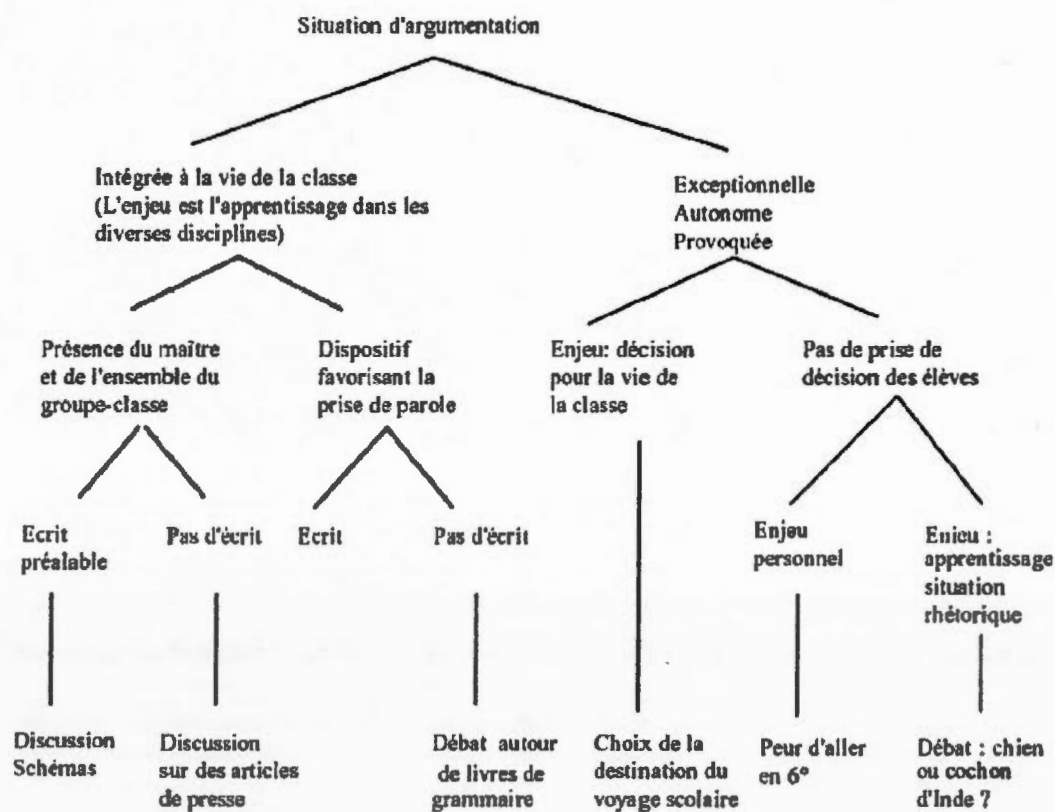 Situation d'argumentation
Intégrée à la vie de la classe
(L'enjeu est l'apprentissage dans les
diverses disciplines)
Exceptionnelle
Autonome
Provoquée
Présence du maître
et de l'ensemble du
groupe-classe
Dispositif
favorisant la
prise de parole
Enjeu: décision
pour la vie de
la classe
Pas de prise de
décision des élèves
Ecrit
préalable
Pas d'écrit
Ecrit
Pas d'écrit
Enjeu
personnel
Enjeu :
apprentissage
situation
rhétorique
Discussion
Schémas
Discussion
sur des articles
de presse
Débat autour
de livres de
grammaire
Choix de la
destination du
voyage scolaire
Peur d'aller
en 6°
Débat : chien
ou cochon
d'Inde ?